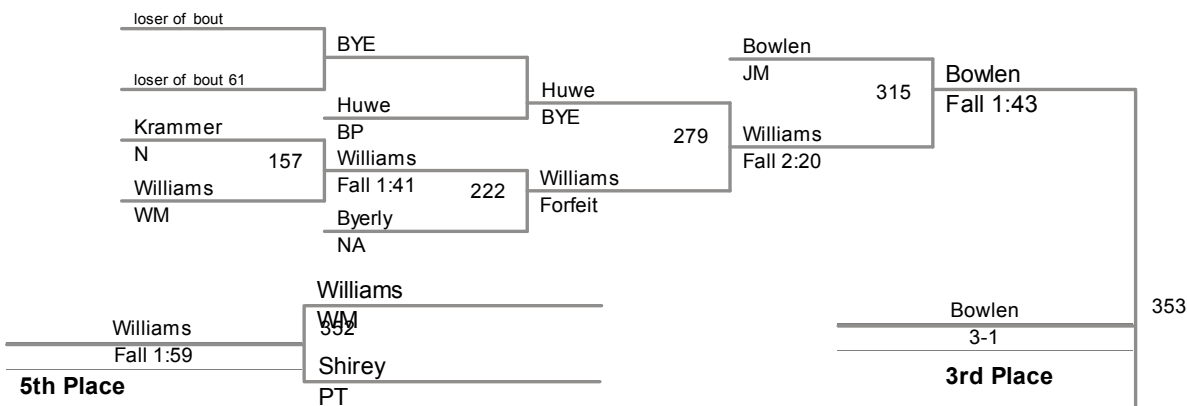 loser of bout
BYE
loser of bout 61
Huwe
BP
Huwe
BYE
Krammer
N
157
Williams
WM
Williams
Fall 1:41
222
Byerly
NA
Williams
Forfeit
279
Bowlen
JM
315
Williams
Fall 2:20
Bowlen
Fall 1:43
Williams
WM
352
Williams
Fall 1:59
5th Place
Shirey
PT
Bowlen
3-1
3rd Place
353